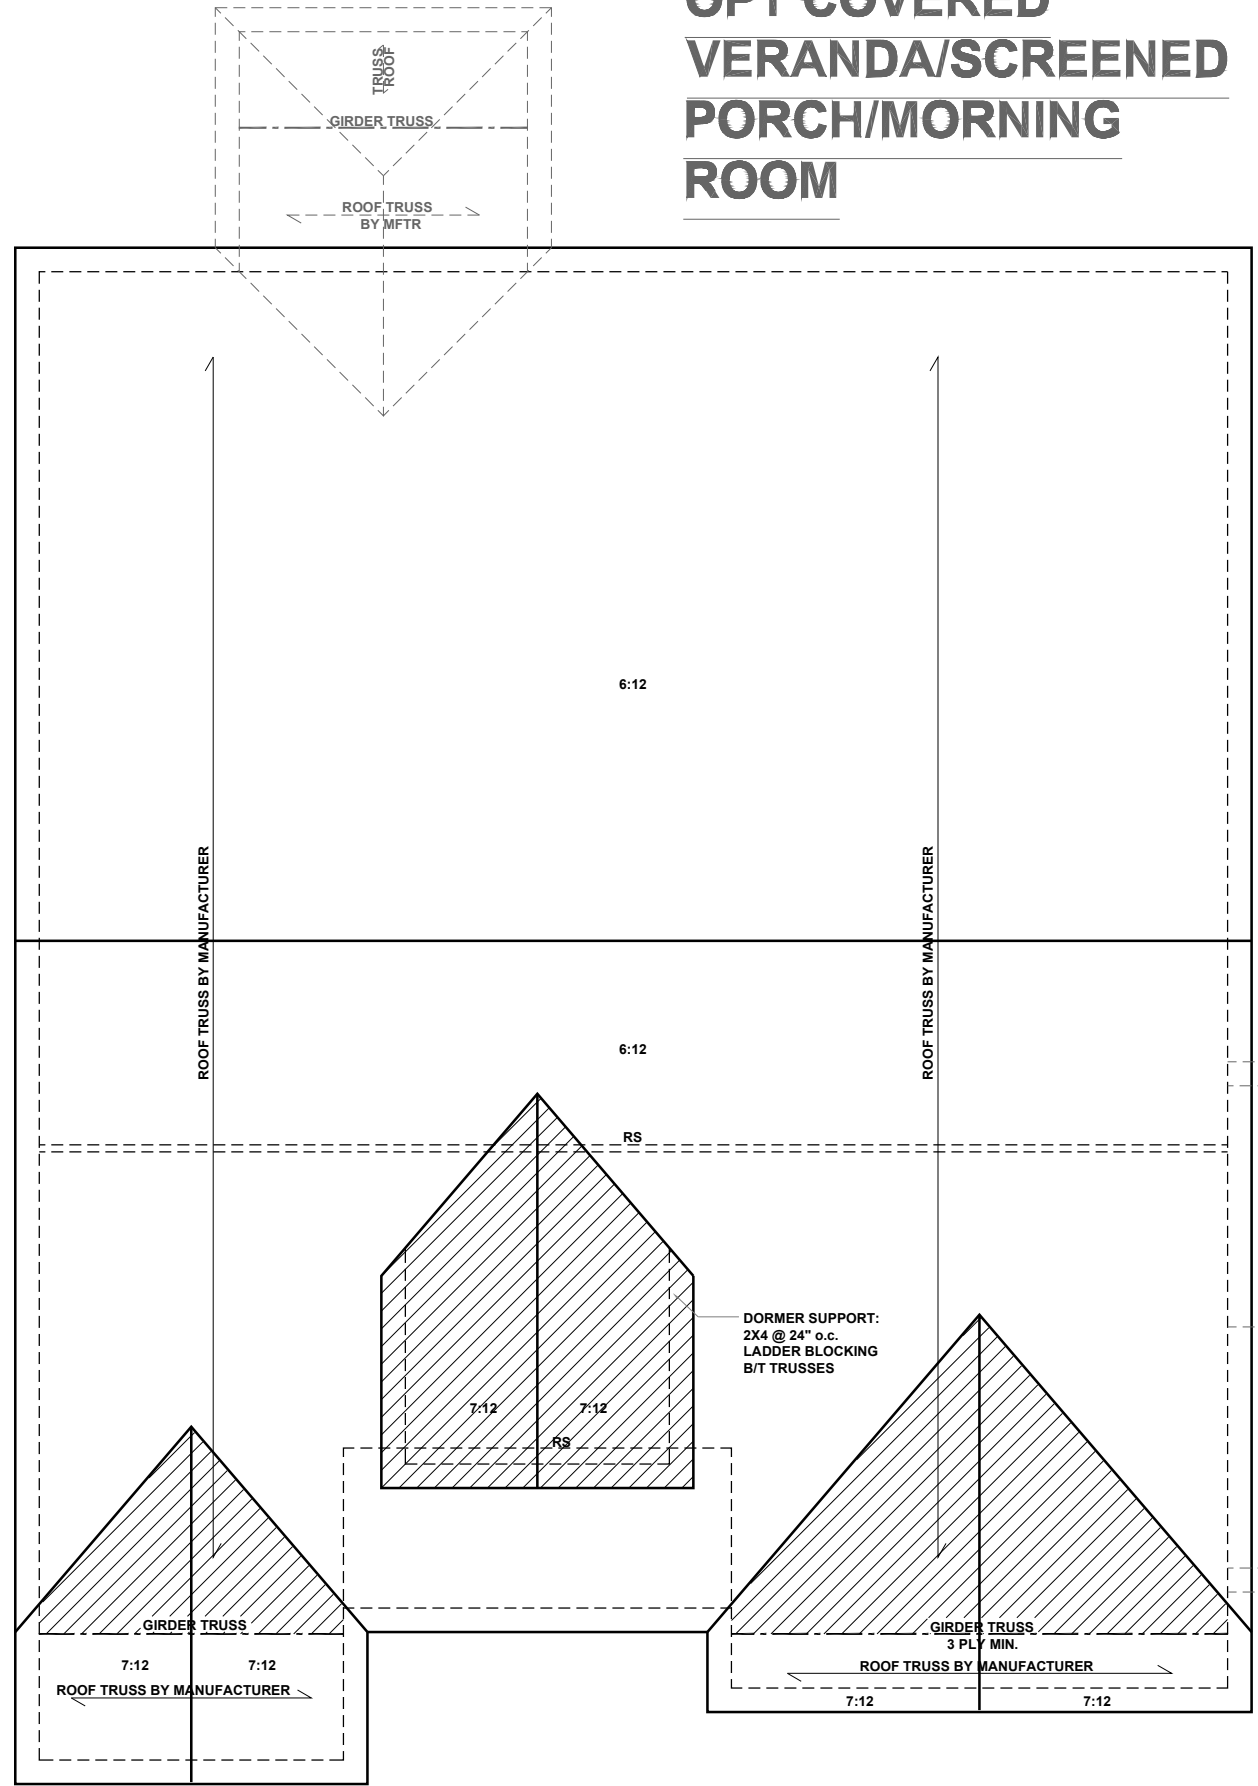 OPT COVERED
VERANDA/SCREENED
PORCH/MORNING
ROOM
TRUSS
ROOF
GIRDER TRUSS
ROOF TRUSS
BY MFTR
6:12
ROOF TRUSS BY MANUFACTURER
ROOF TRUSS BY MANUFACTURER
6:12
RS
DORMER SUPPORT:
2X4 @ 24" o.c.
LADDER BLOCKING
B/T TRUSSES
7:12
7:12
RS
GIRDER TRUSS
7:12
7:12
ROOF TRUSS BY MANUFACTURER
GIRDER TRUSS
3 PLY MIN.
ROOF TRUSS BY MANUFACTURER
7:12
7:12